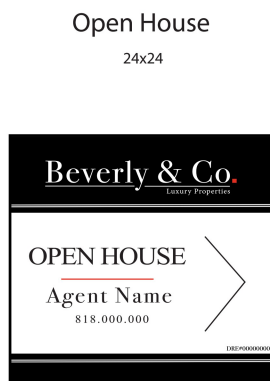 Open House
24x24
Beverly & Co.
Luxury Properties
OPEN HOUSE
Agent Name
818.000.000
DRE#00000000